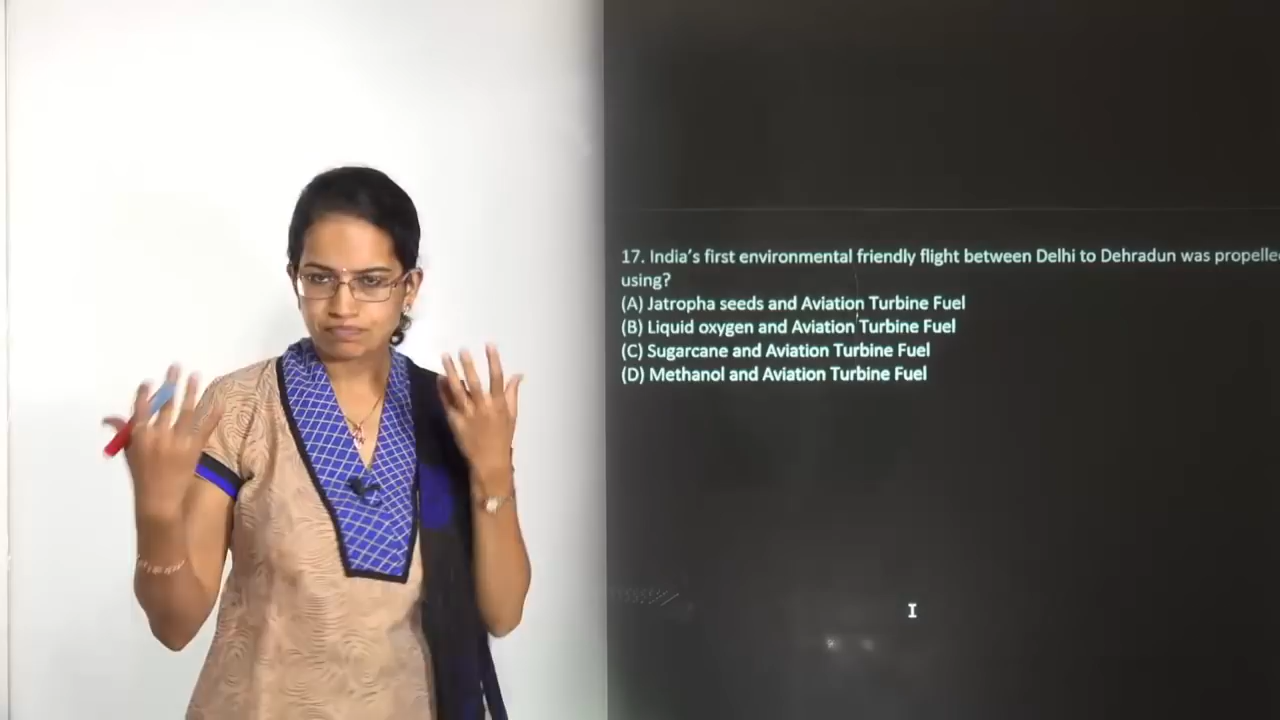 17. India's first environmental friendly flight between Delhi to Dehradun was propelle
using?
(A) Jatropha seeds and Aviation Turbine Fuel
(B) Liquid oxygen and Aviation Turbine Fuel
(C) Sugarcane and Aviation Turbine Fuel
(D) Methanol and Aviation Turbine Fuel